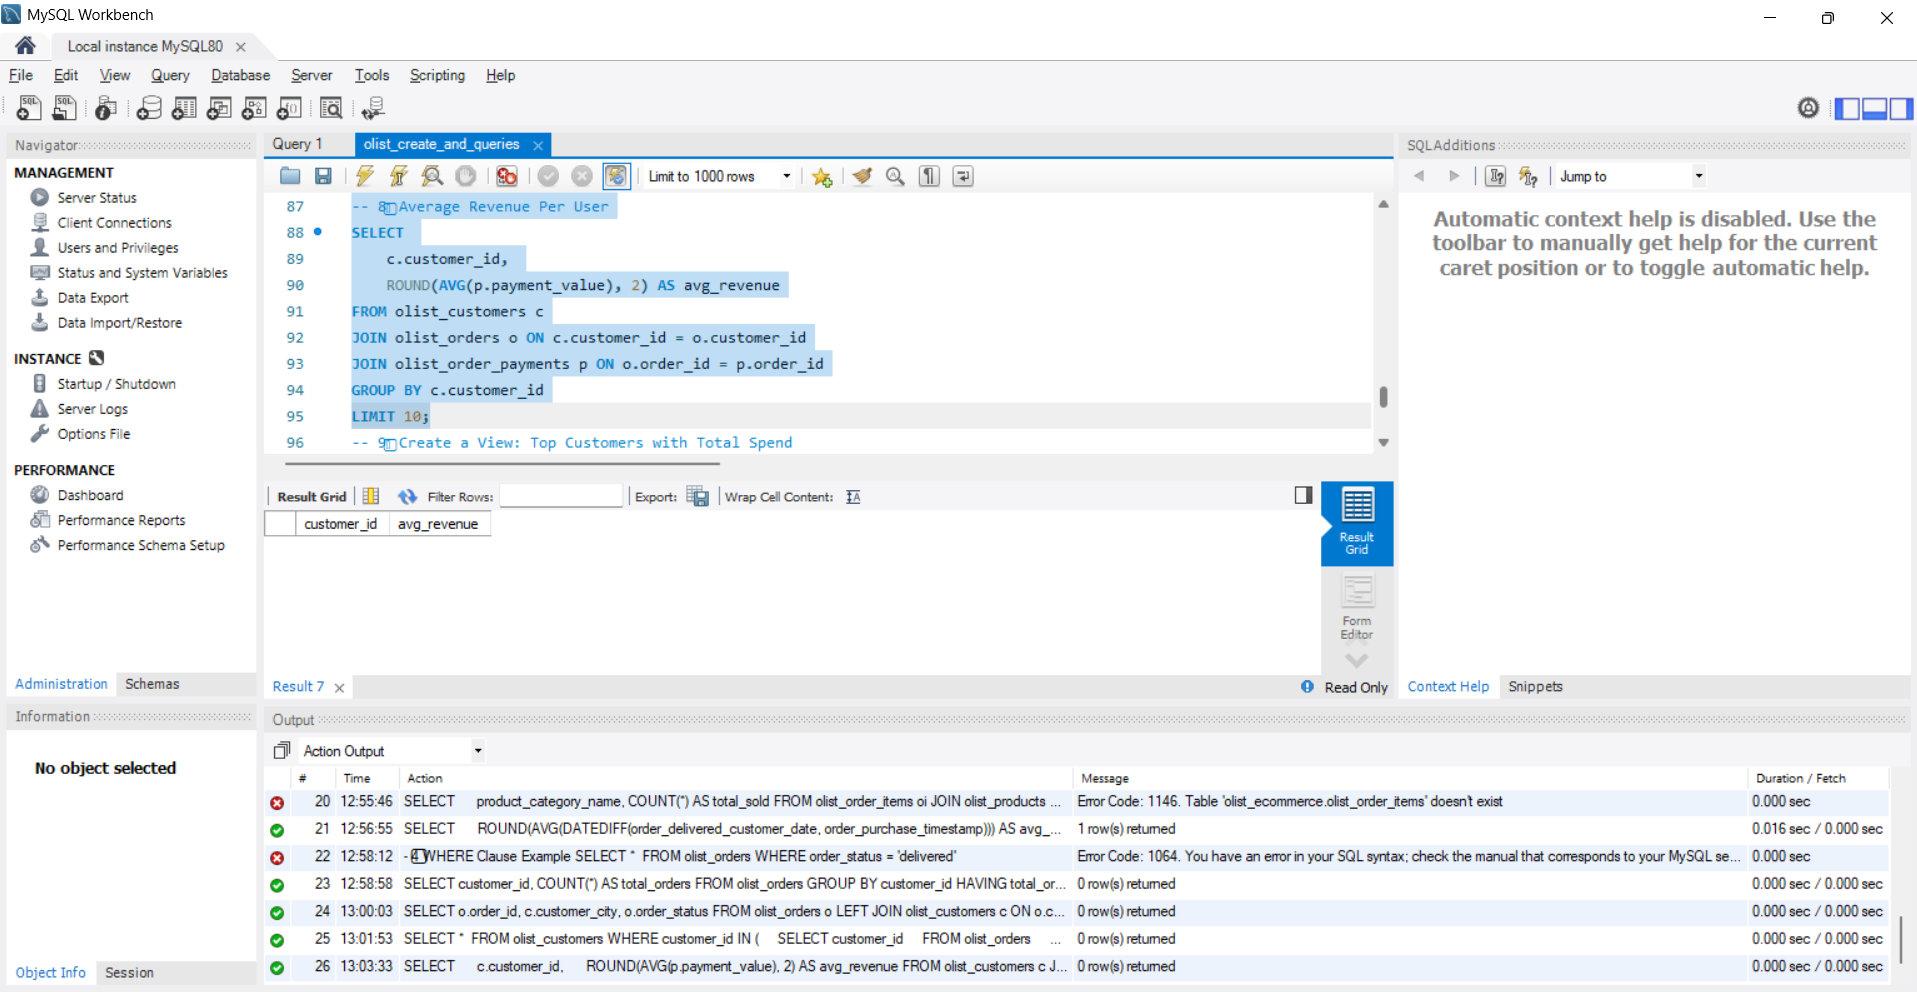 MySQL Workbench
Local instance MySQL80
File Edit View Query Database Server Tools Scripting Help
Navigator
MANAGEMENT
Server Status
Client Connections
Users and Privileges
Status and System Variables
Data Export
Data Import/Restore
INSTANCE
Startup / Shutdown
Server Logs
Options File
PERFORMANCE
Dashboard
Performance Reports
Performance Schema Setup
Administration Schemas
Information
No object selected
Object Info Session
Query 1 olist_create_and_queries
Limit to 1000 rows
87 -- 8 Average Revenue Per User
88 SELECT
89 c.customer_id,
90 ROUND(AVG(p.payment_value), 2) AS avg_revenue
91 FROM olist_customers c
92 JOIN olist_orders o ON c.customer_id = o.customer_id
93 JOIN olist_order_payments p ON o.order_id = p.order_id
94 GROUP BY c.customer_id
95 LIMIT 10;
96 -- 9 Create a View: Top Customers with Total Spend
Result Grid Filter Rows: Export: Wrap Cell Content:
customer_id avg_revenue
Result Grid
Form Editor
Result 7 Read Only
SQLAdditions
Jump to
Automatic context help is disabled. Use the
toolbar to manually get help for the current
caret position or to toggle automatic help.
Context Help Snippets
Output
Action Output
# Time Action Message Duration / Fetch
20 12:55:46 SELECT product_category_name, COUNT(*) AS total_sold FROM olist_order_items oi JOIN olist_products ... Error Code: 1146. Table 'olist_ecommerce.olist_order_items' doesn't exist 0.000 sec
21 12:56:55 SELECT ROUND(AVG(DATEDIFF(order_delivered_customer_date, order_purchase_timestamp))) AS avg_... 1 row(s) returned 0.016 sec / 0.000 sec
22 12:58:12 - 4 WHERE Clause Example SELECT * FROM olist_orders WHERE order_status = 'delivered' Error Code: 1064. You have an error in your SQL syntax; check the manual that corresponds to your MySQL se... 0.000 sec
23 12:58:58 SELECT customer_id, COUNT(*) AS total_orders FROM olist_orders GROUP BY customer_id HAVING total_or... 0 row(s) returned 0.000 sec / 0.000 sec
24 13:00:03 SELECT o.order_id, c.customer_city, o.order_status FROM olist_orders o LEFT JOIN olist_customers c ON o.c... 0 row(s) returned 0.000 sec / 0.000 sec
25 13:01:53 SELECT * FROM olist_customers WHERE customer_id IN ( SELECT customer_id FROM olist_orders ... 0 row(s) returned 0.000 sec / 0.000 sec
26 13:03:33 SELECT c.customer_id, ROUND(AVG(p.payment_value), 2) AS avg_revenue FROM olist_customers c J... 0 row(s) returned 0.000 sec / 0.000 sec